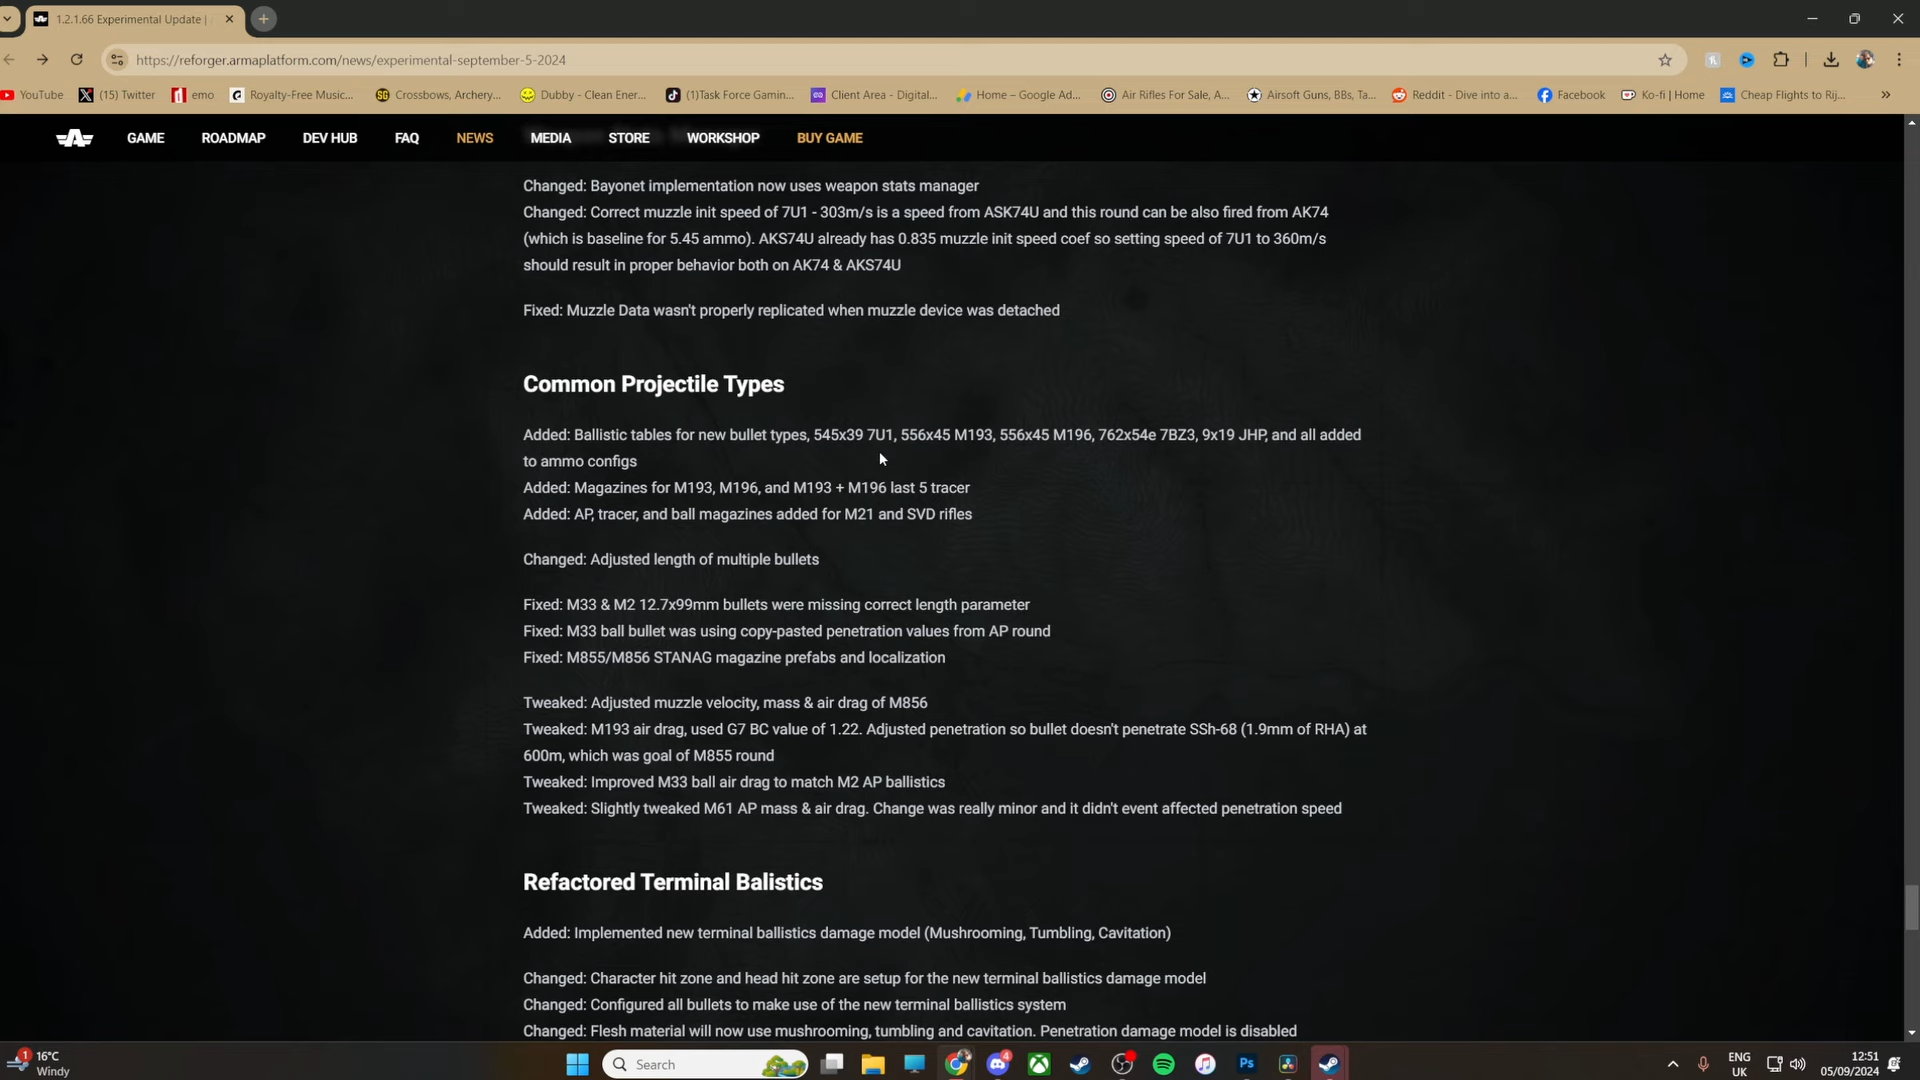 1.2.1.66 Experimental Update |
https://reforger.armaplatform.com/news/experimental-september-5-2024
YouTube (15) Twitter emo Royalty-Free Music... Crossbows, Archery... Dubby - Clean Ener... (1)Task Force Gamin... Client Area - Digital... Home – Google Ad... Air Rifles For Sale, A... Airsoft Guns, BBs, Ta... Reddit - Dive into a... Facebook Ko-fi | Home Cheap Flights to Rij...
GAME ROADMAP DEV HUB FAQ NEWS MEDIA STORE WORKSHOP BUY GAME
Changed: Bayonet implementation now uses weapon stats manager
Changed: Correct muzzle init speed of 7U1 - 303m/s is a speed from ASK74U and this round can be also fired from AK74
(which is baseline for 5.45 ammo). AKS74U already has 0.835 muzzle init speed coef so setting speed of 7U1 to 360m/s
should result in proper behavior both on AK74 & AKS74U
Fixed: Muzzle Data wasn't properly replicated when muzzle device was detached
Common Projectile Types
Added: Ballistic tables for new bullet types, 545x39 7U1, 556x45 M193, 556x45 M196, 762x54e 7BZ3, 9x19 JHP, and all added
to ammo configs
Added: Magazines for M193, M196, and M193 + M196 last 5 tracer
Added: AP, tracer, and ball magazines added for M21 and SVD rifles
Changed: Adjusted length of multiple bullets
Fixed: M33 & M2 12.7x99mm bullets were missing correct length parameter
Fixed: M33 ball bullet was using copy-pasted penetration values from AP round
Fixed: M855/M856 STANAG magazine prefabs and localization
Tweaked: Adjusted muzzle velocity, mass & air drag of M856
Tweaked: M193 air drag, used G7 BC value of 1.22. Adjusted penetration so bullet doesn't penetrate SSh-68 (1.9mm of RHA) at
600m, which was goal of M855 round
Tweaked: Improved M33 ball air drag to match M2 AP ballistics
Tweaked: Slightly tweaked M61 AP mass & air drag. Change was really minor and it didn't event affected penetration speed
Refactored Terminal Balistics
Added: Implemented new terminal ballistics damage model (Mushrooming, Tumbling, Cavitation)
Changed: Character hit zone and head hit zone are setup for the new terminal ballistics damage model
Changed: Configured all bullets to make use of the new terminal ballistics system
Changed: Flesh material will now use mushrooming, tumbling and cavitation. Penetration damage model is disabled
1
16°C
Windy
Search
4
Ps
ENG
UK
12:51
05/09/2024